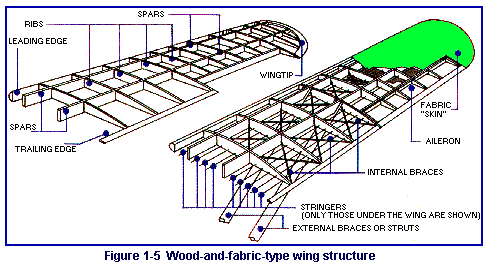 SPARS
RIBS
LEADING EDGE
WINGTIP
SPARS
TRAILING EDGE
FABRIC
"SKIN"
AILERON
INTERNAL BRACES
STRINGERS
(ONLY THOSE UNDER THE WING ARE SHOWN)
EXTERNAL BRACES OR STRUTS
Figure 1-5 Wood-and-fabric-type wing structure